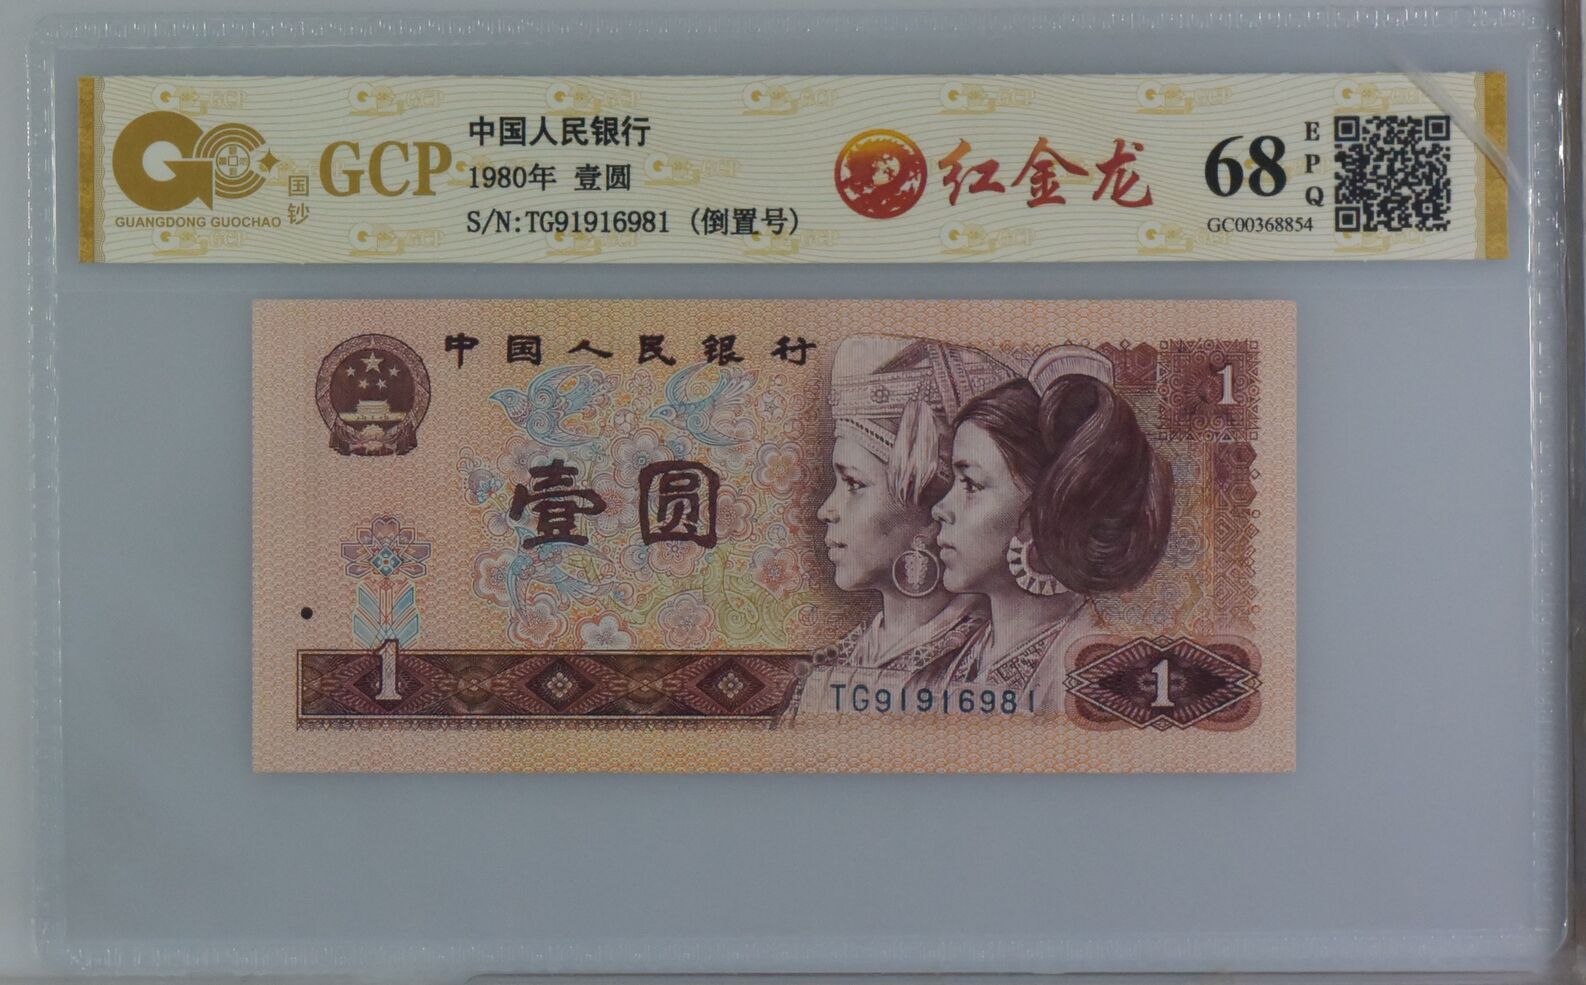 GCP
国钞
GUANGDONG GUOCHAO
中国人民银行
1980年 壹圆
S/N:TG91916981 (倒置号)
红金龙
68
EPQ
GC00368854
中国人民银行
1
壹圆
1
TG91916981
1